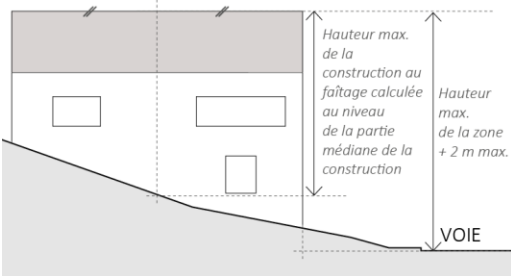 Hauteur max.
de la
construction au
faîtage calculée
au niveau
de la partie
médiane de la
construction
Hauteur
max.
de la zone
+ 2 m max.
VOIE